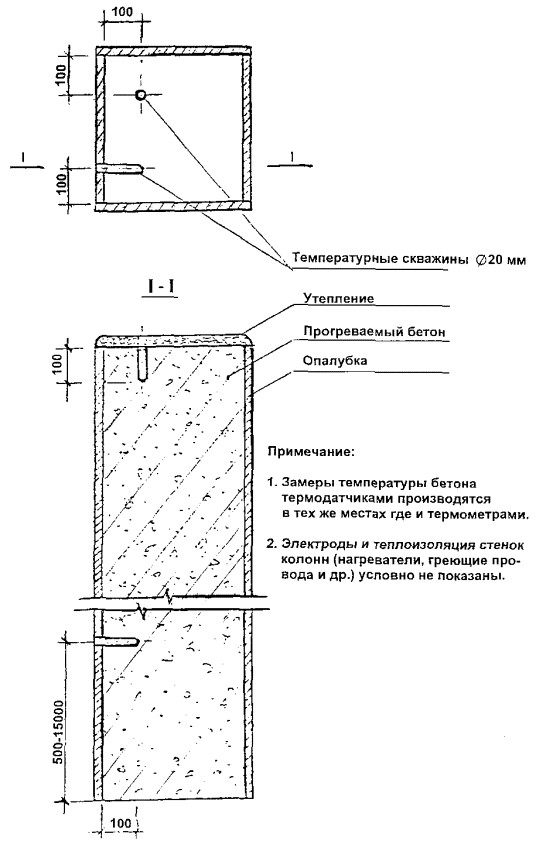 100
100
I
I
100
Температурные скважины ∅20 мм
I - I
Утепление
Прогреваемый бетон
Опалубка
100
Примечание:
1. Замеры температуры бетона
термодатчиками производятся
в тех же местах где и термометрами.
2. Электроды и теплоизоляция стенок
колонн (нагреватели, греющие про-
вода и др.) условно не показаны.
500-15000
100